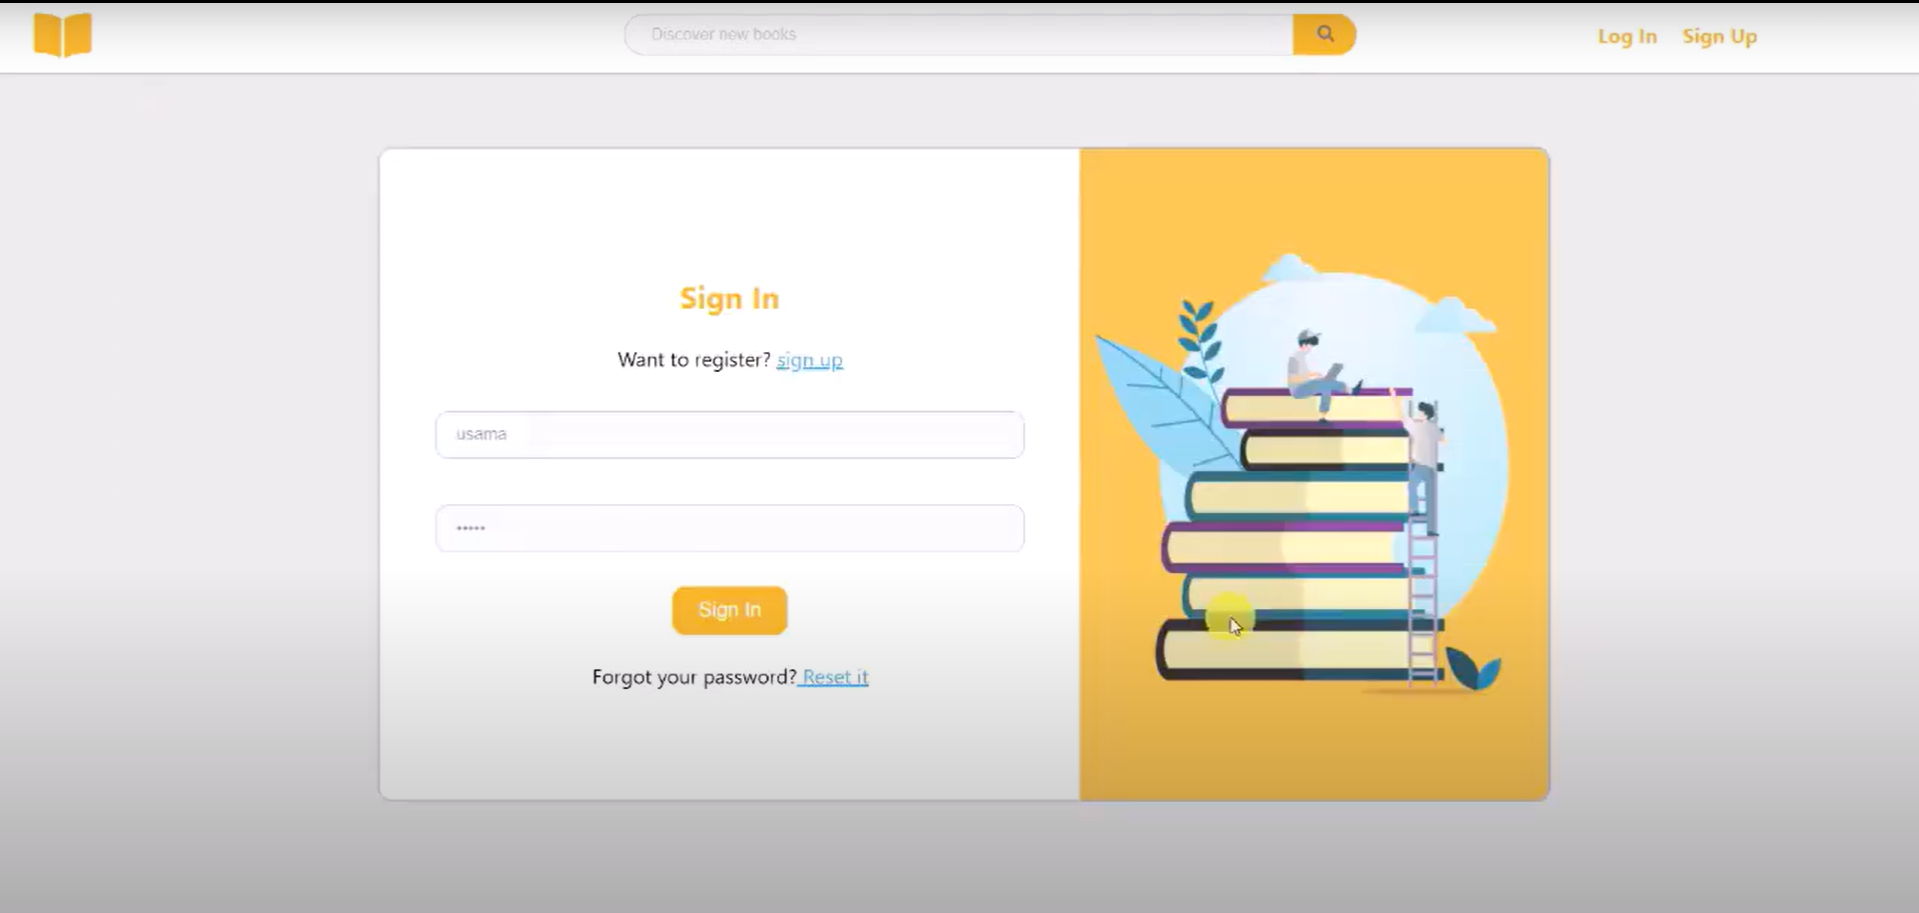 Discover new books
Log In
Sign Up
Sign In
Want to register? sign up
usama
•••••
Sign In
Forgot your password? Reset it